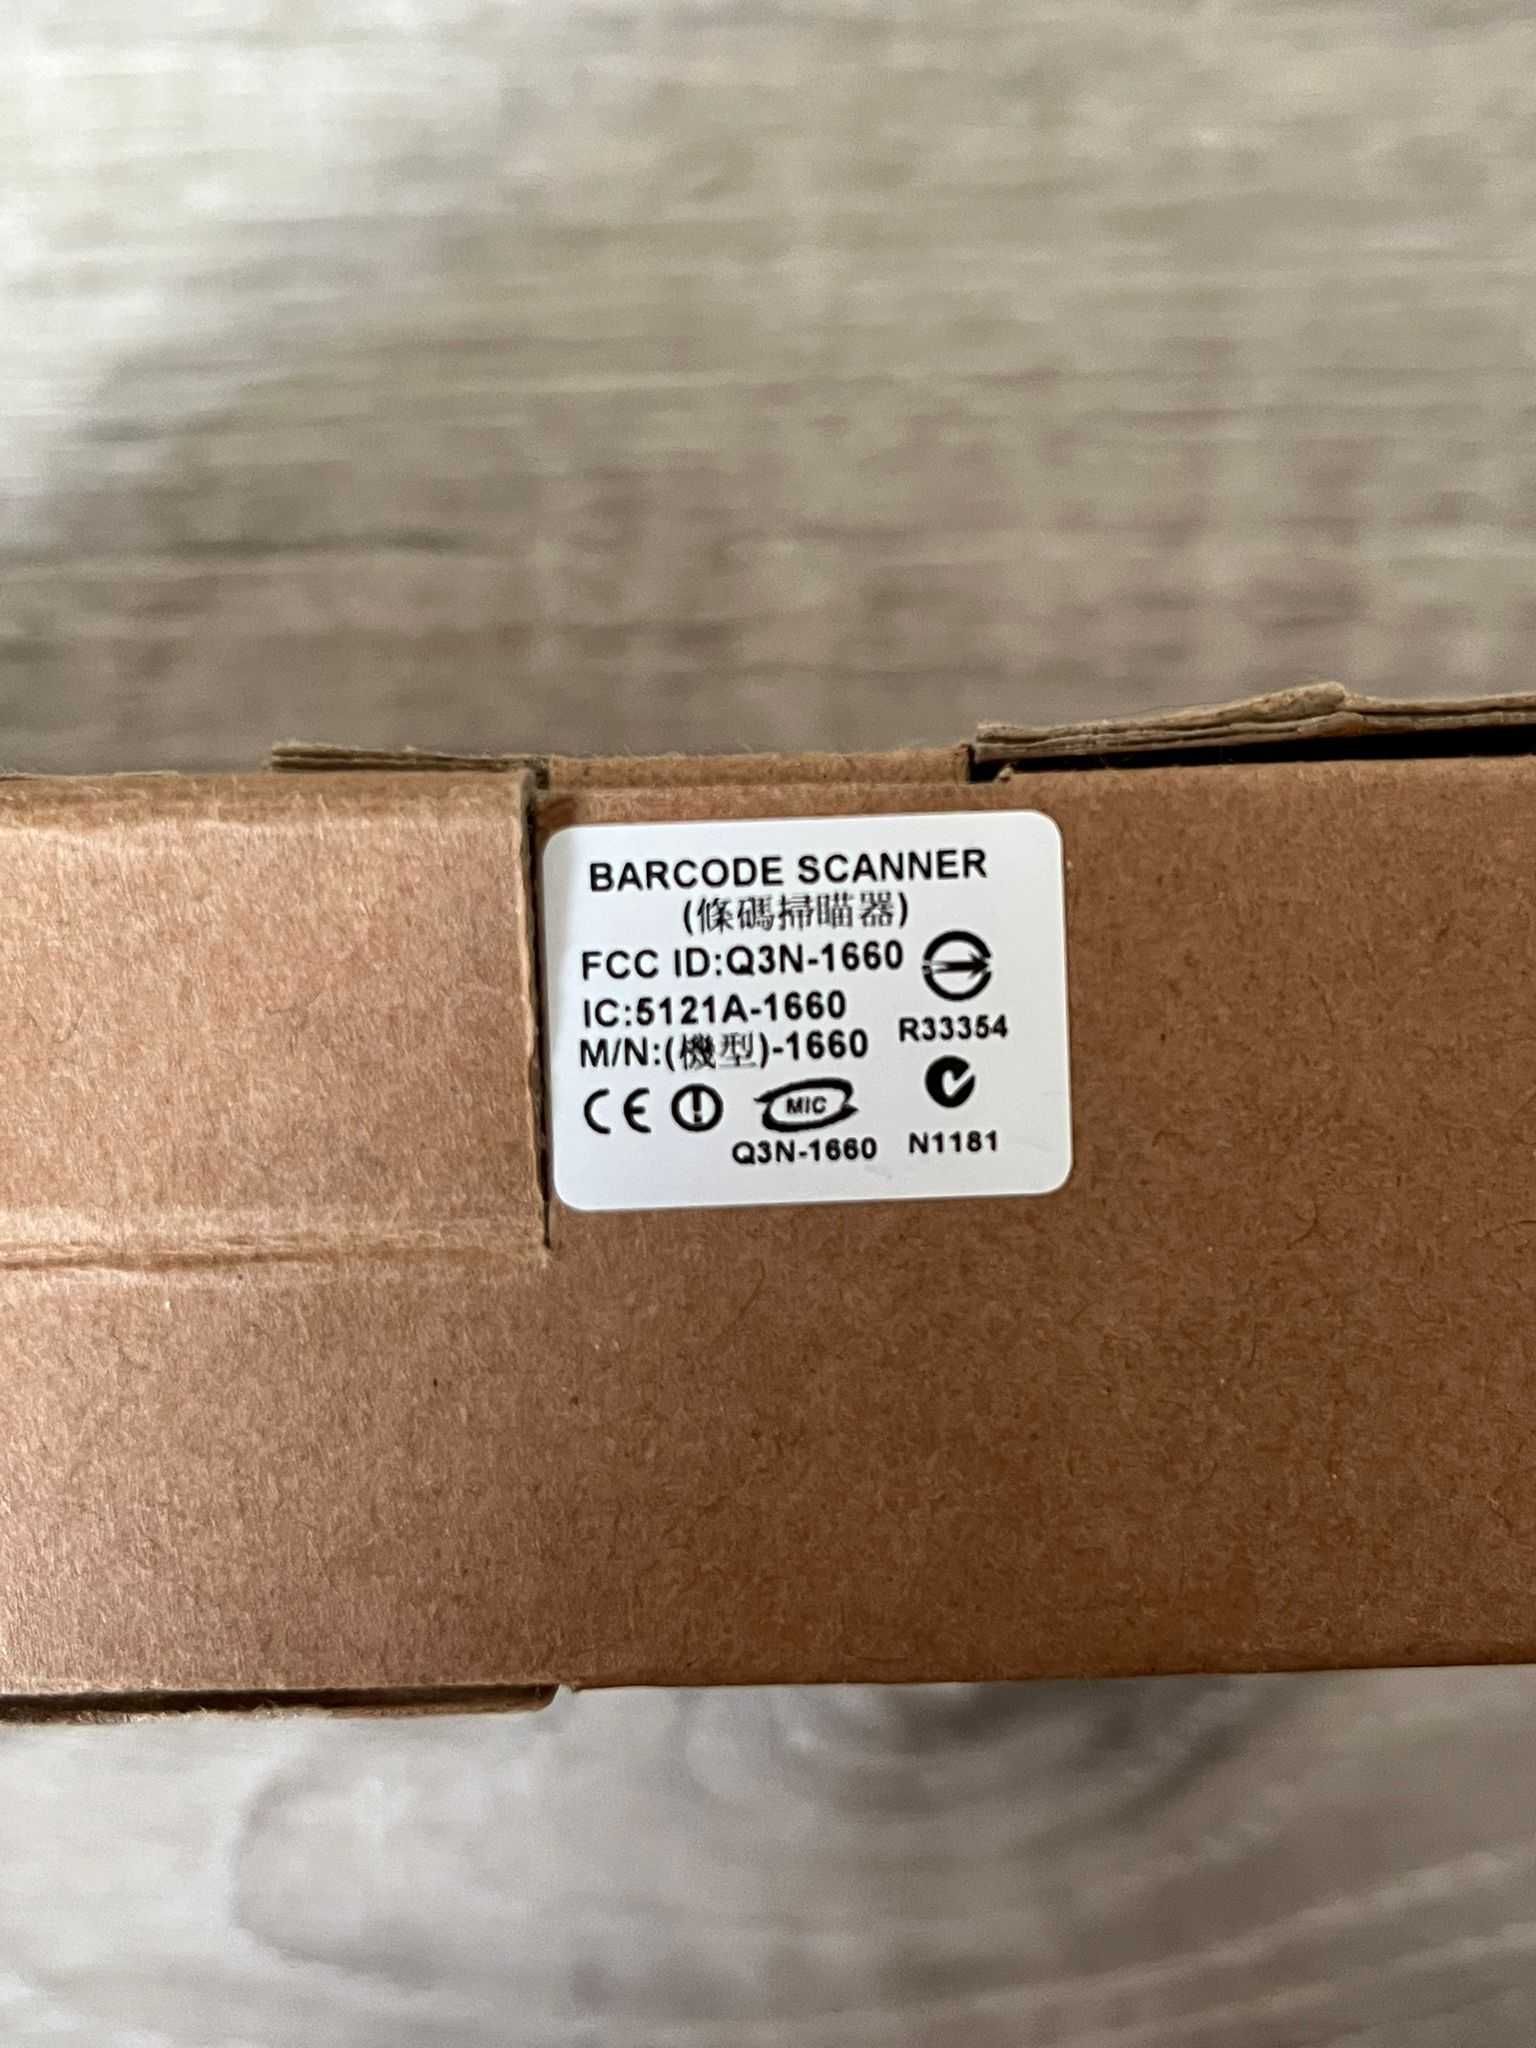 BARCODE SCANNER
(條碼掃瞄器)
FCC ID:Q3N-1660
IC:5121A-1660
R33354
M/N:(機型)-1660
CE
MIC
Q3N-1660
N1181